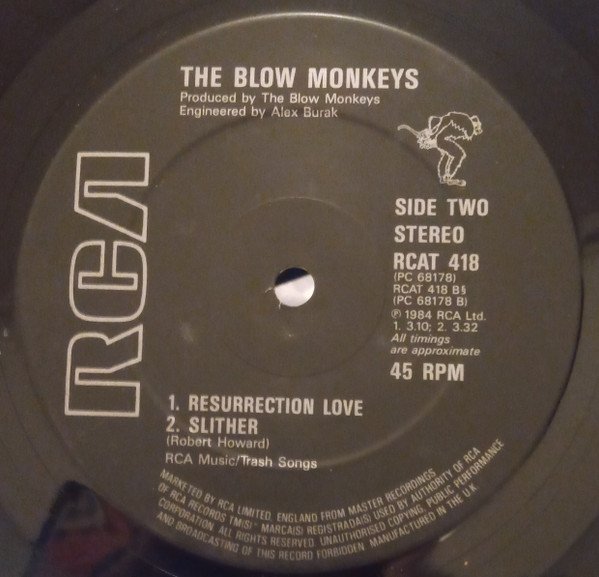 THE BLOW MONKEYS
Produced by The Blow Monkeys
Engineered by Alex Burak
RCA
SIDE TWO
STEREO
RCAT 418
(PC 68178)
RCAT 418 B§
(PC 68178 B)
℗ 1984 RCA Ltd.
1. 3.10; 2. 3.32
All timings
are approximate
45 RPM
1. RESURRECTION LOVE
2. SLITHER
(Robert Howard)
RCA Music/Trash Songs
MARKETED BY RCA LIMITED, ENGLAND FROM MASTER RECORDINGS
OF RCA RECORDS TM(S)® MARCA(S) REGISTRADA(S) USED BY AUTHORITY OF RCA
CORPORATION. ALL RIGHTS RESERVED. UNAUTHORISED COPYING, PUBLIC PERFORMANCE
AND BROADCASTING OF THIS RECORD FORBIDDEN. MANUFACTURED IN THE U.K